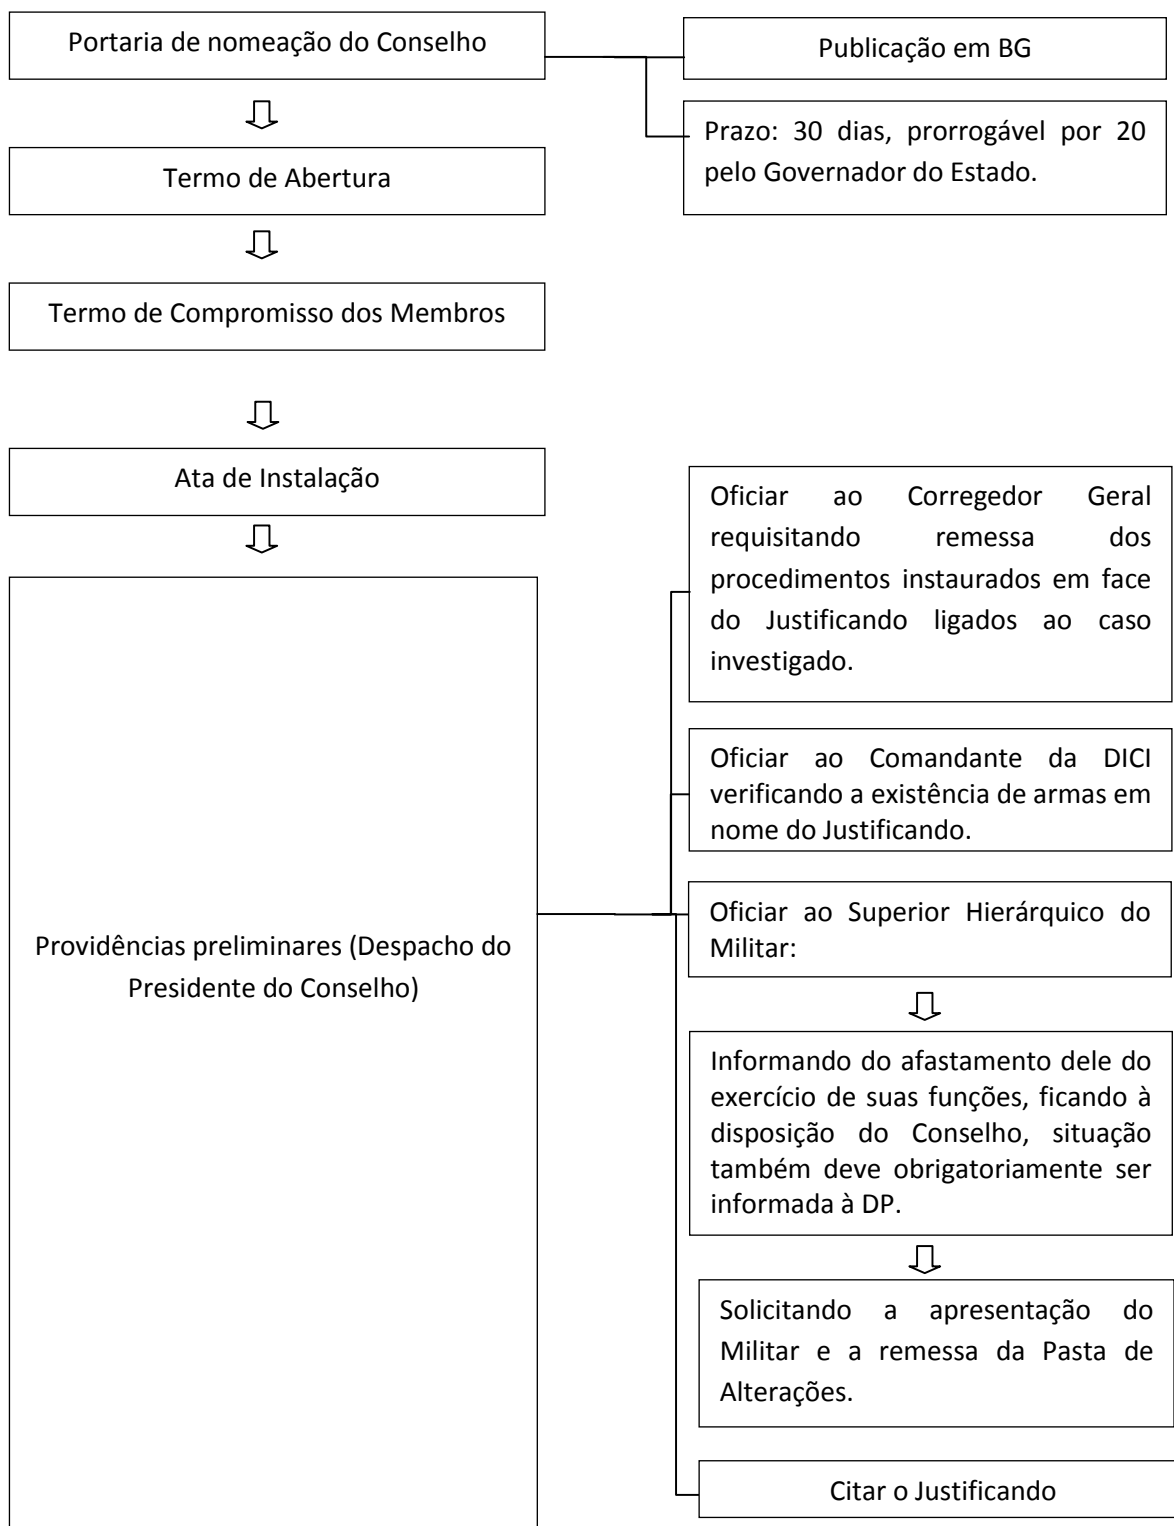 Portaria de nomeação do Conselho
Publicação em BG
Prazo: 30 dias, prorrogável por 20
pelo Governador do Estado.
Termo de Abertura
Termo de Compromisso dos Membros
Ata de Instalação
Providências preliminares (Despacho do
Presidente do Conselho)
Oficiar ao Corregedor Geral
requisitando remessa dos
procedimentos instaurados em face
do Justificando ligados ao caso
investigado.
Oficiar ao Comandante da DICI
verificando a existência de armas em
nome do Justificando.
Oficiar ao Superior Hierárquico do
Militar:
Informando do afastamento dele do
exercício de suas funções, ficando à
disposição do Conselho, situação
também deve obrigatoriamente ser
informada à DP.
Solicitando a apresentação do
Militar e a remessa da Pasta de
Alterações.
Citar o Justificando